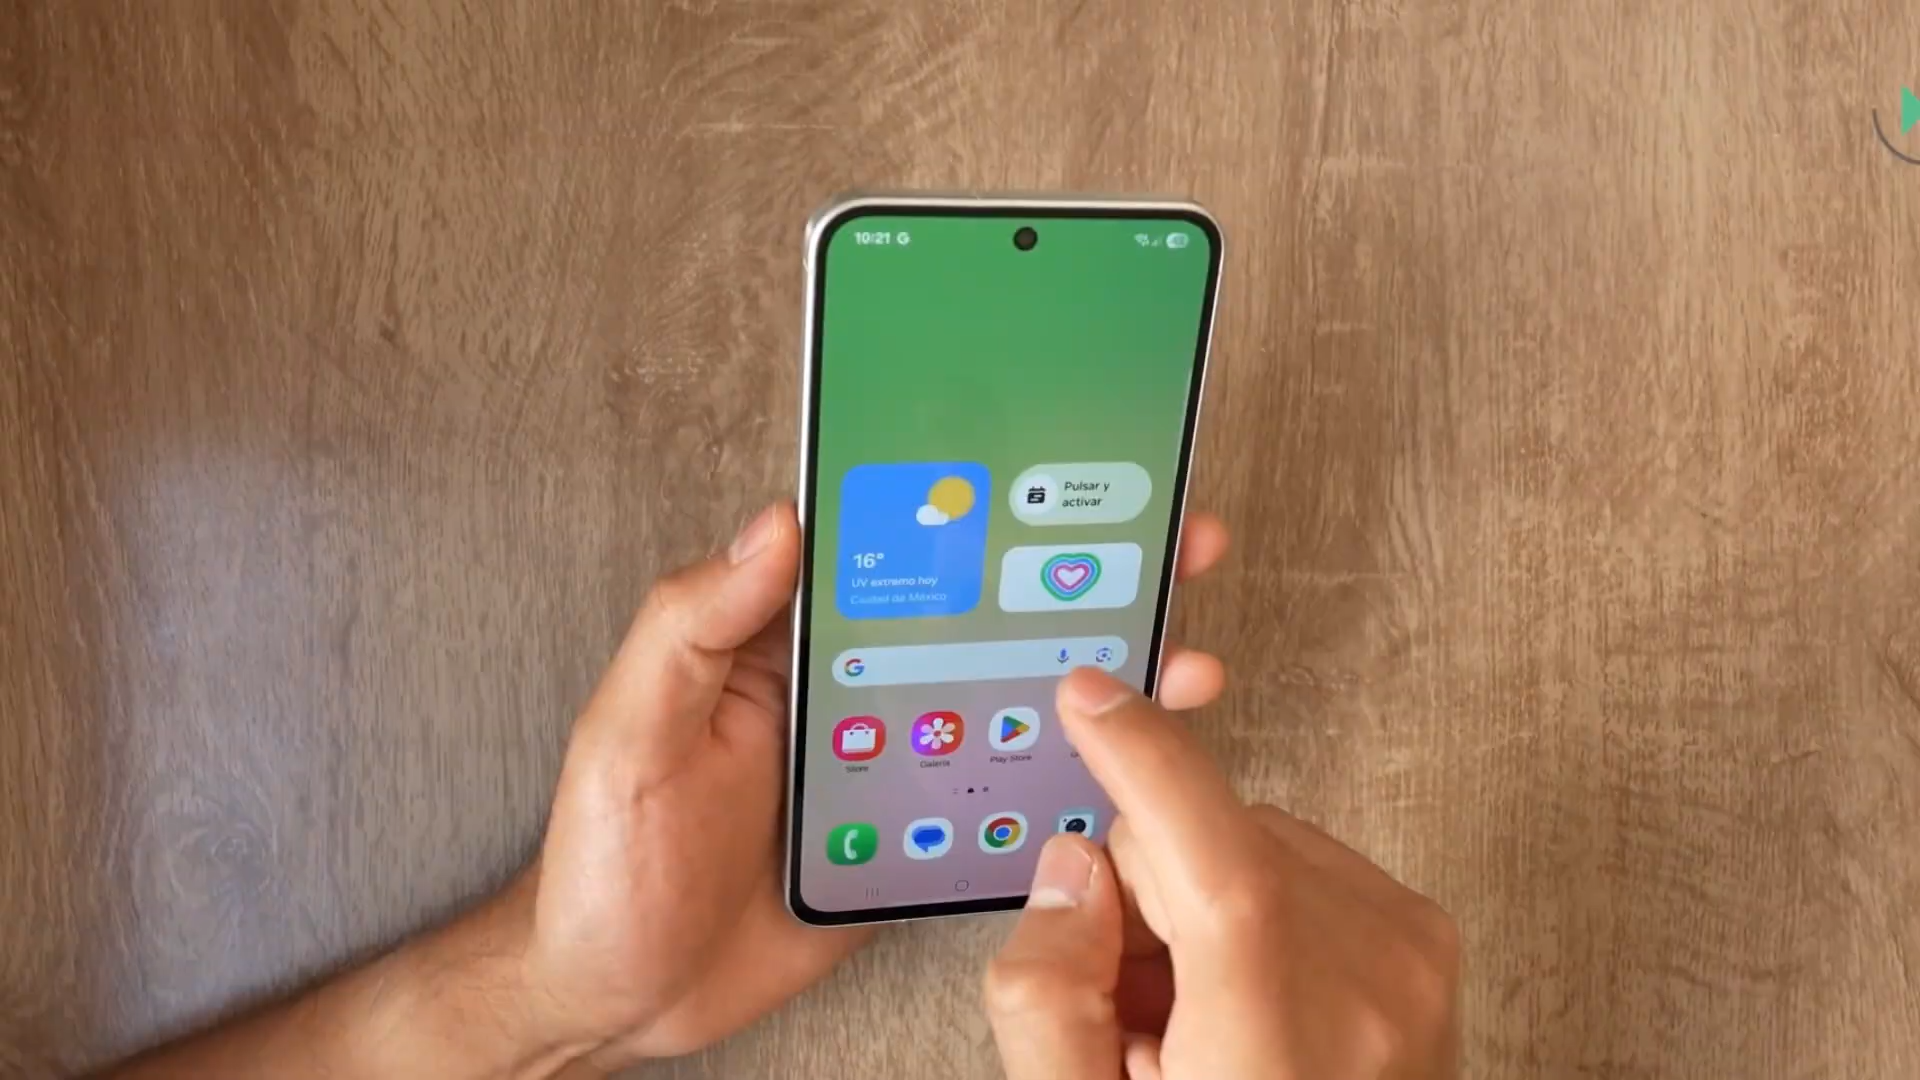 10:21 G
Pulsar y
activar
16°
UV extremo hoy
Ciudad de México
G
Store
Galería
Play Store